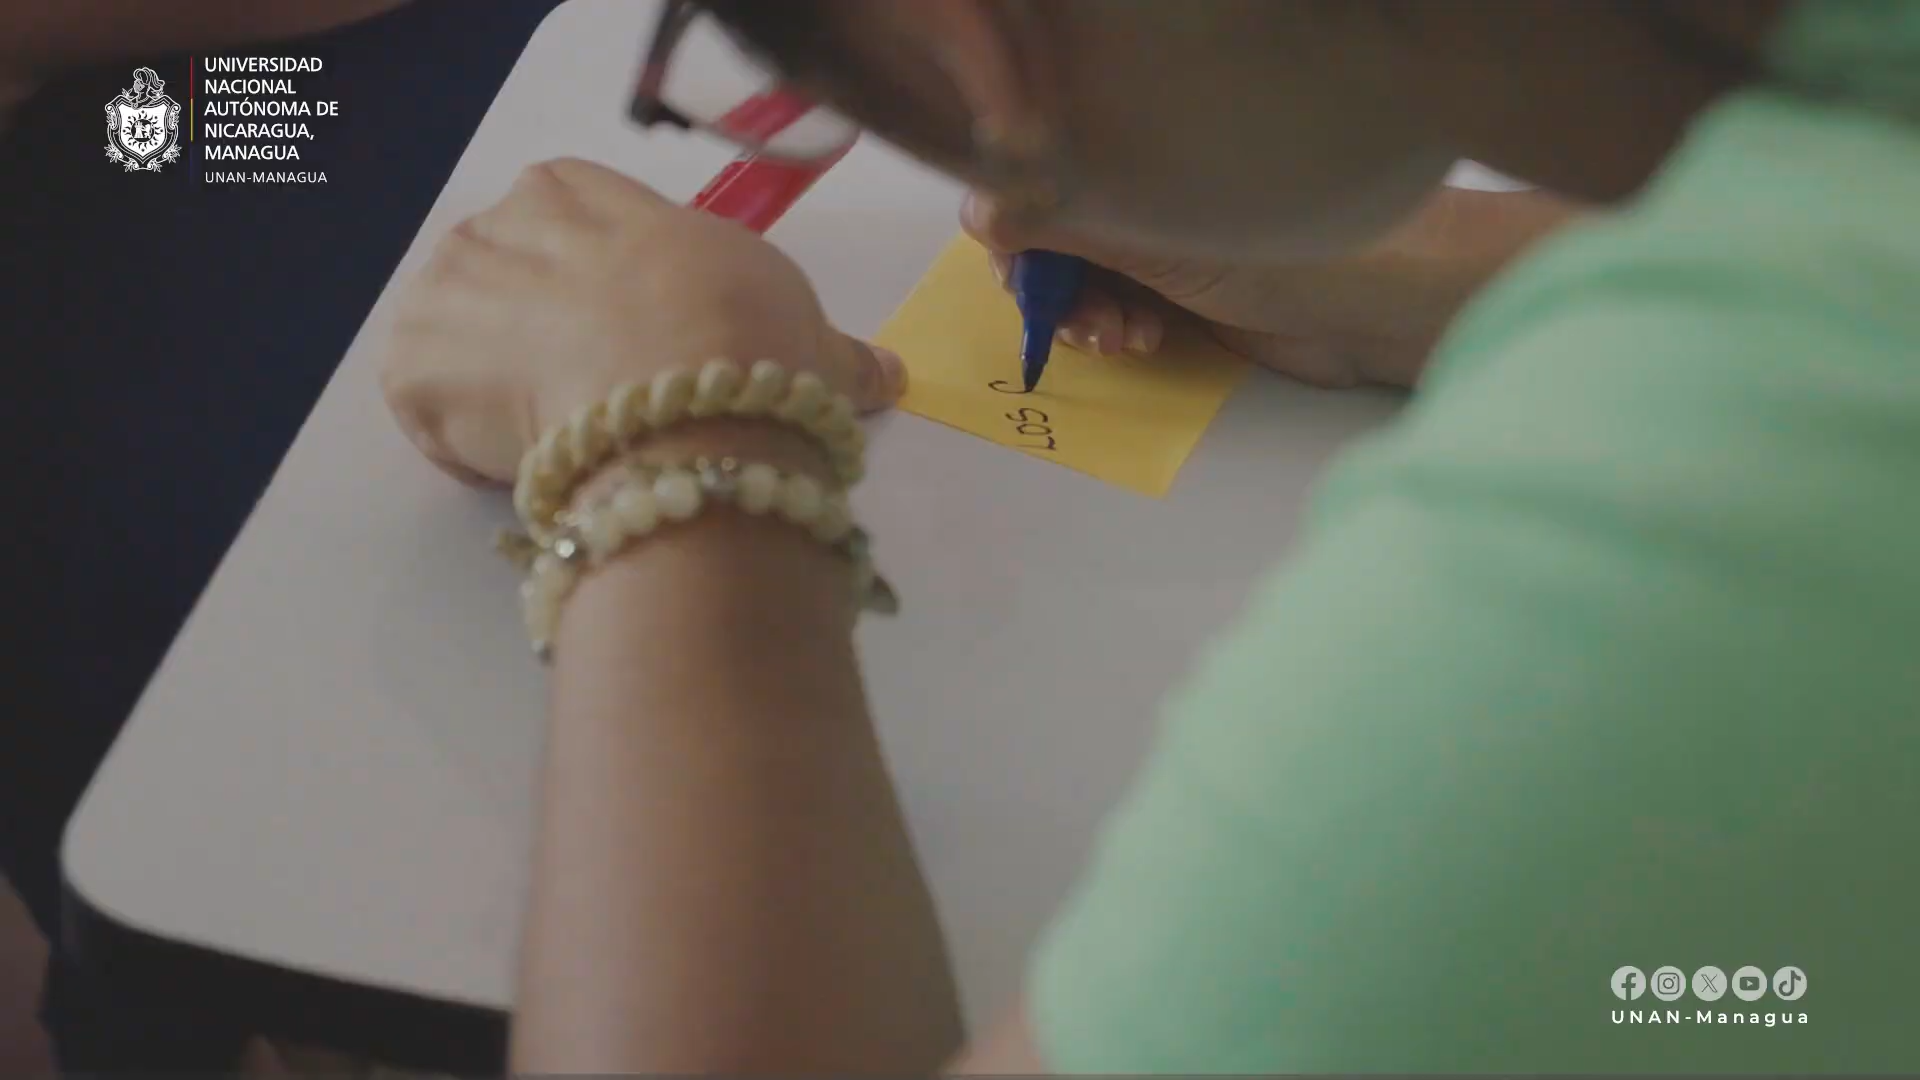 UNIVERSIDAD
NACIONAL
AUTÓNOMA DE
NICARAGUA,
MANAGUA
UNAN-MANAGUA
LOS
UNAN-Managua